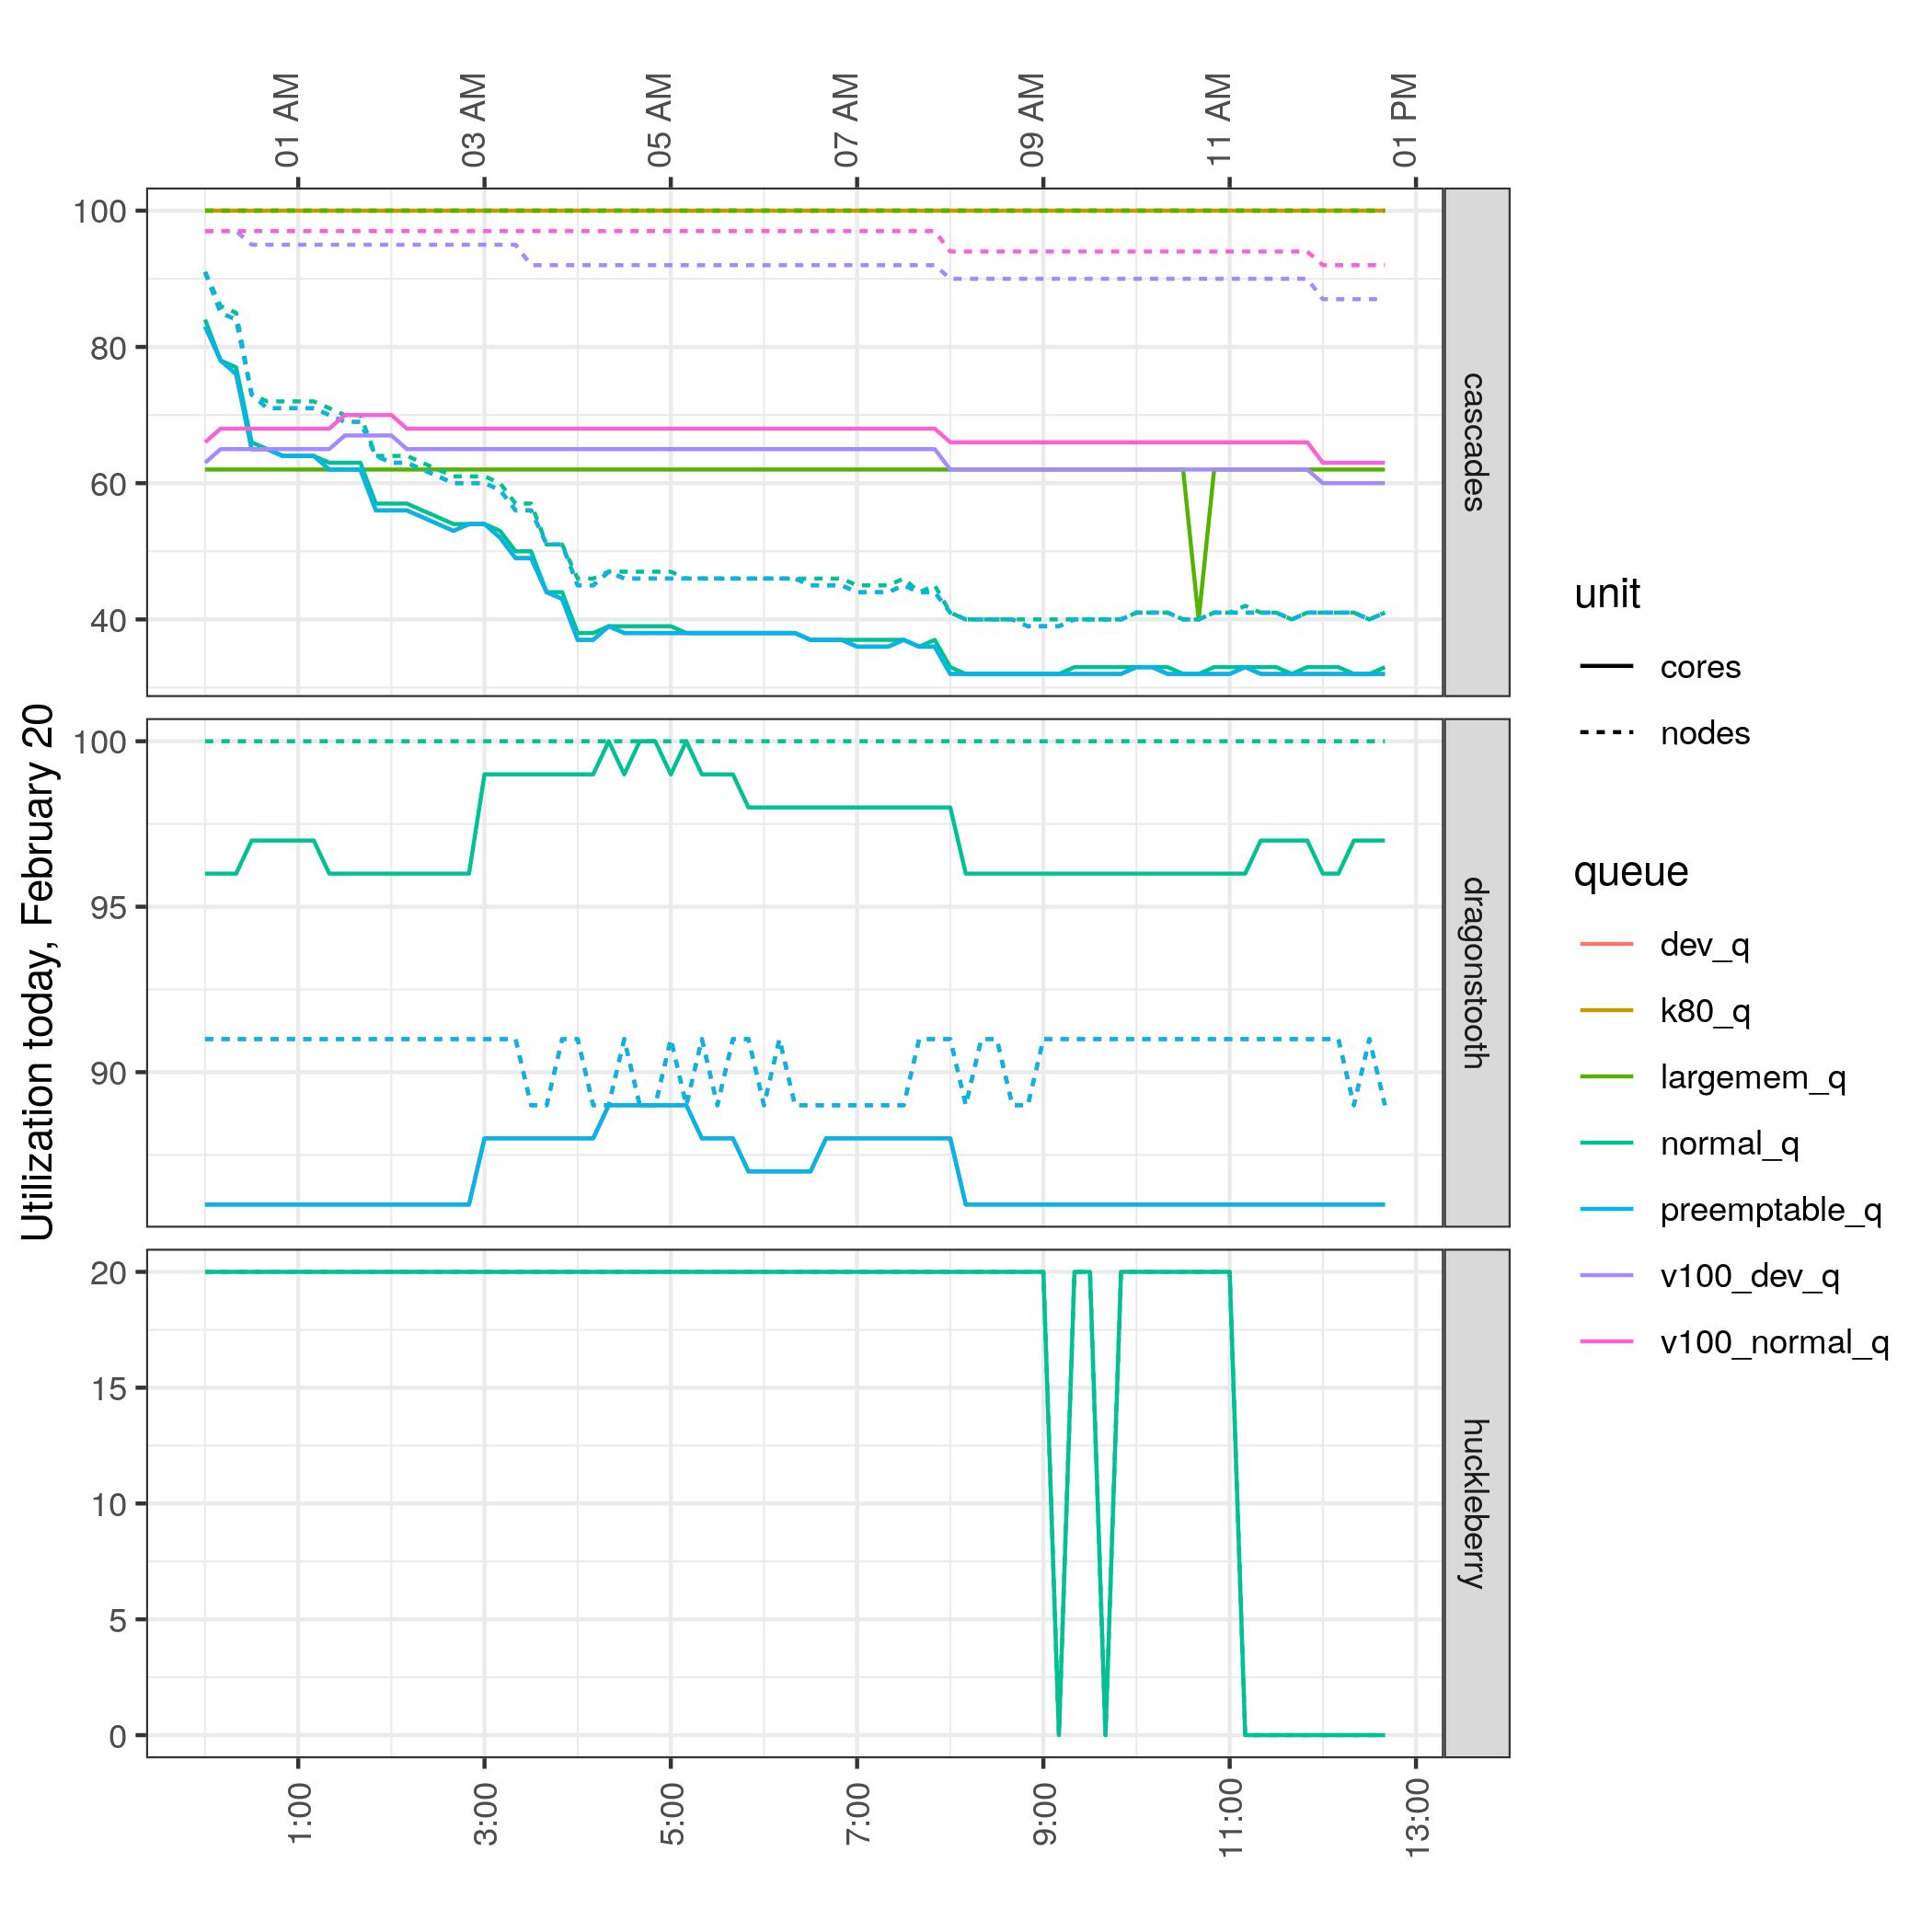 01 AM
03 AM
05 AM
07 AM
09 AM
11 AM
01 PM
Utilization today, February 20
100
80
60
40
cascades
100
95
90
dragonstooth
20
15
10
5
0
huckleberry
1:00
3:00
5:00
7:00
9:00
11:00
13:00
unit
cores
nodes
queue
dev_q
k80_q
largemem_q
normal_q
preemptable_q
v100_dev_q
v100_normal_q